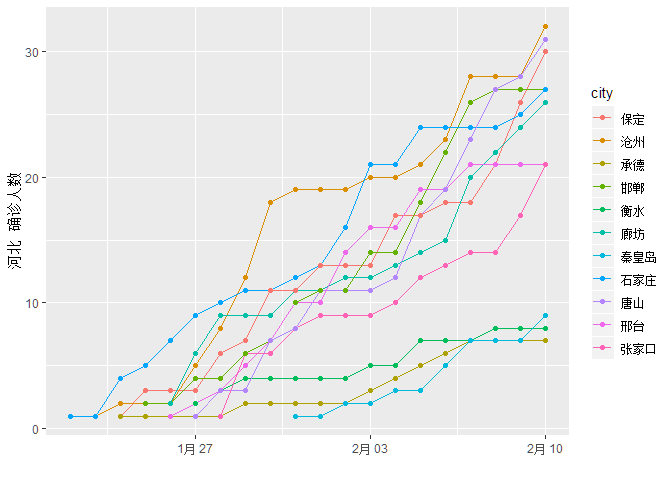 30
20
10
0
河北 确诊人数
1月 27
2月 03
2月 10
city
保定
沧州
承德
邯郸
衡水
廊坊
秦皇岛
石家庄
唐山
邢台
张家口